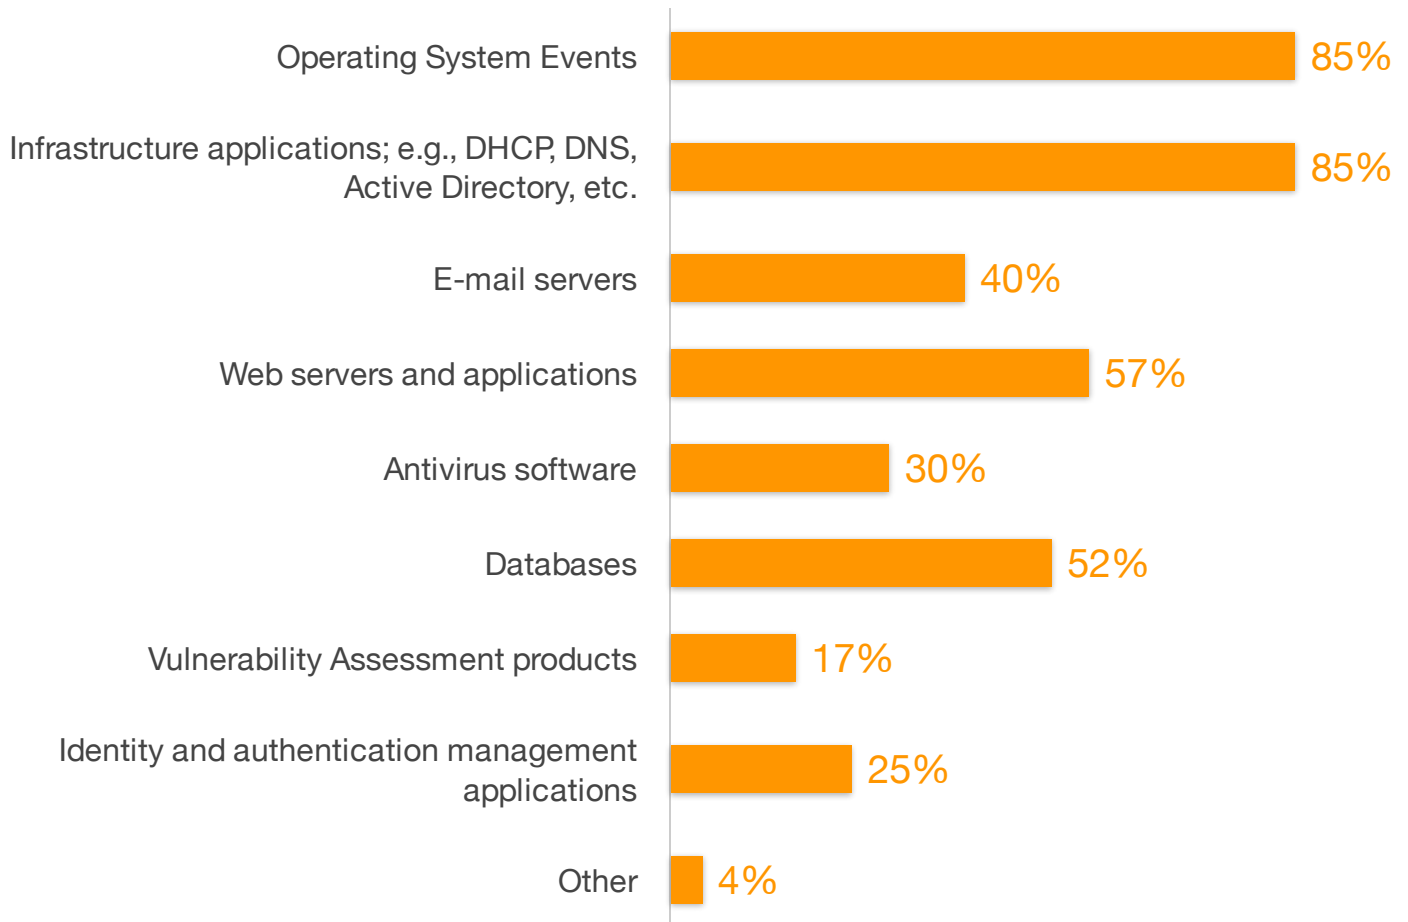 Operating System Events
85%
Infrastructure applications; e.g., DHCP, DNS,
Active Directory, etc.
85%
E-mail servers
40%
Web servers and applications
57%
Antivirus software
30%
Databases
52%
Vulnerability Assessment products
17%
Identity and authentication management
applications
25%
Other
4%